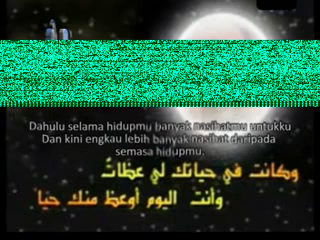 Dahulu selama hidupmu banyak nasihatmu untukku
Dan kini engkau lebih banyak nasihat daripada
semasa hidupmu.
وكانت في حياتك لي عظاتٌ
وأنت اليوم أوعظ منك حيا